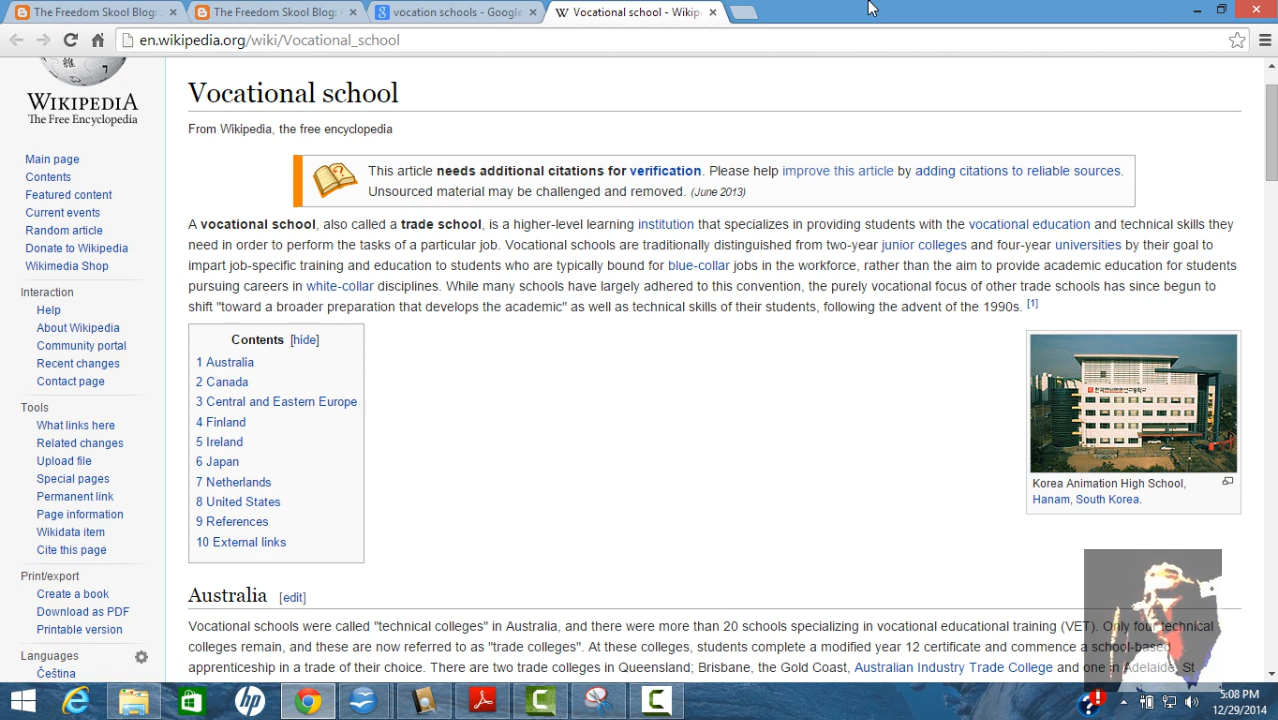 The Freedom Skool Blog:
The Freedom Skool Blog:
vocation schools - Google
Vocational school - Wikip
en.wikipedia.org/wiki/Vocational_school
WIKIPEDIA
The Free Encyclopedia
Main page
Contents
Featured content
Current events
Random article
Donate to Wikipedia
Wikimedia Shop
Interaction
Help
About Wikipedia
Community portal
Recent changes
Contact page
Tools
What links here
Related changes
Upload file
Special pages
Permanent link
Page information
Wikidata item
Cite this page
Print/export
Create a book
Download as PDF
Printable version
Languages
Čeština
Vocational school
From Wikipedia, the free encyclopedia
This article needs additional citations for verification. Please help improve this article by adding citations to reliable sources.
Unsourced material may be challenged and removed. (June 2013)
A vocational school, also called a trade school, is a higher-level learning institution that specializes in providing students with the vocational education and technical skills they
need in order to perform the tasks of a particular job. Vocational schools are traditionally distinguished from two-year junior colleges and four-year universities by their goal to
impart job-specific training and education to students who are typically bound for blue-collar jobs in the workforce, rather than the aim to provide academic education for students
pursuing careers in white-collar disciplines. While many schools have largely adhered to this convention, the purely vocational focus of other trade schools has since begun to
shift "toward a broader preparation that develops the academic" as well as technical skills of their students, following the advent of the 1990s. [1]
Contents [hide]
1 Australia
2 Canada
3 Central and Eastern Europe
4 Finland
5 Ireland
6 Japan
7 Netherlands
8 United States
9 References
10 External links
Korea Animation High School,
Hanam, South Korea.
Australia [edit]
Vocational schools were called "technical colleges" in Australia, and there were more than 20 schools specializing in vocational educational training (VET). Only four technical
colleges remain, and these are now referred to as "trade colleges". At these colleges, students complete a modified year 12 certificate and commence a school-based
apprenticeship in a trade of their choice. There are two trade colleges in Queensland; Brisbane, the Gold Coast, Australian Industry Trade College and one in Adelaide, St
5:08 PM
12/29/2014